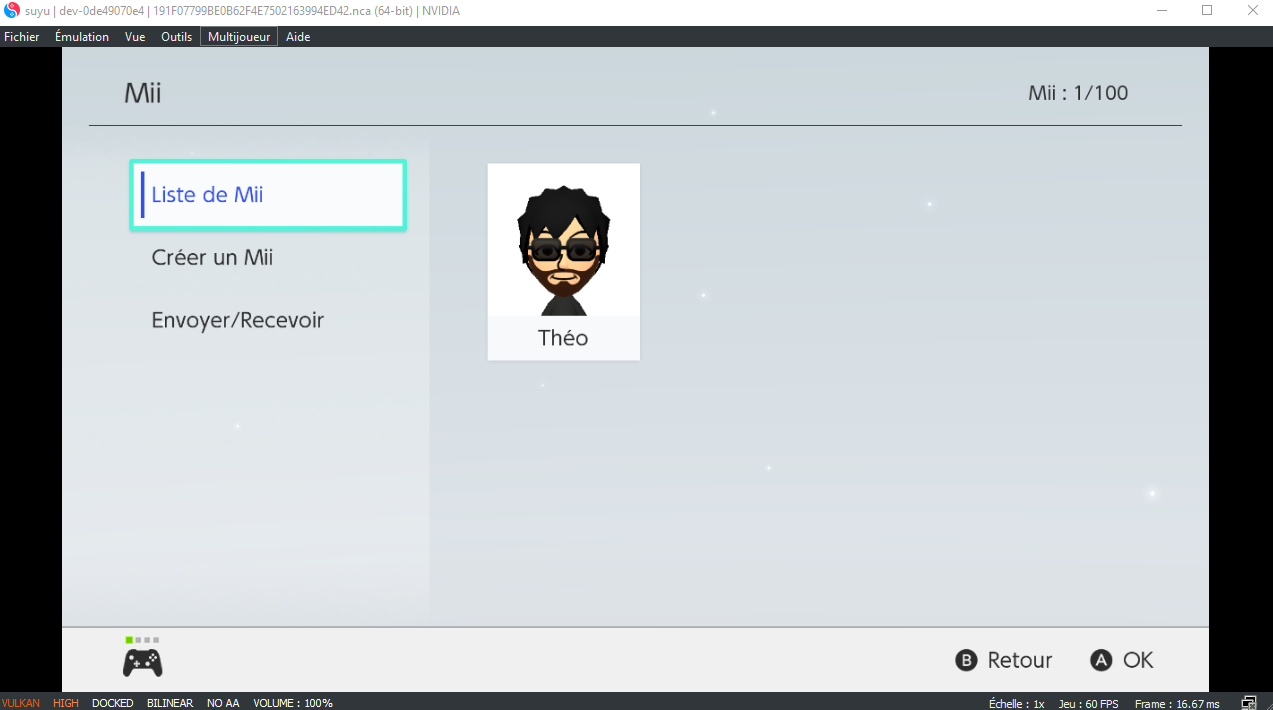 suyu | dev-0de49070e4 | 191F07799BE0B62F4E7502163994ED42.nca (64-bit) | NVIDIA
Fichier Émulation Vue Outils Multijoueur Aide
Mii
Mii : 1/100
Liste de Mii
Créer un Mii
Envoyer/Recevoir
Théo
B Retour A OK
VULKAN HIGH DOCKED BILINEAR NO AA VOLUME : 100% Échelle : 1x Jeu : 60 FPS Frame : 16.67 ms